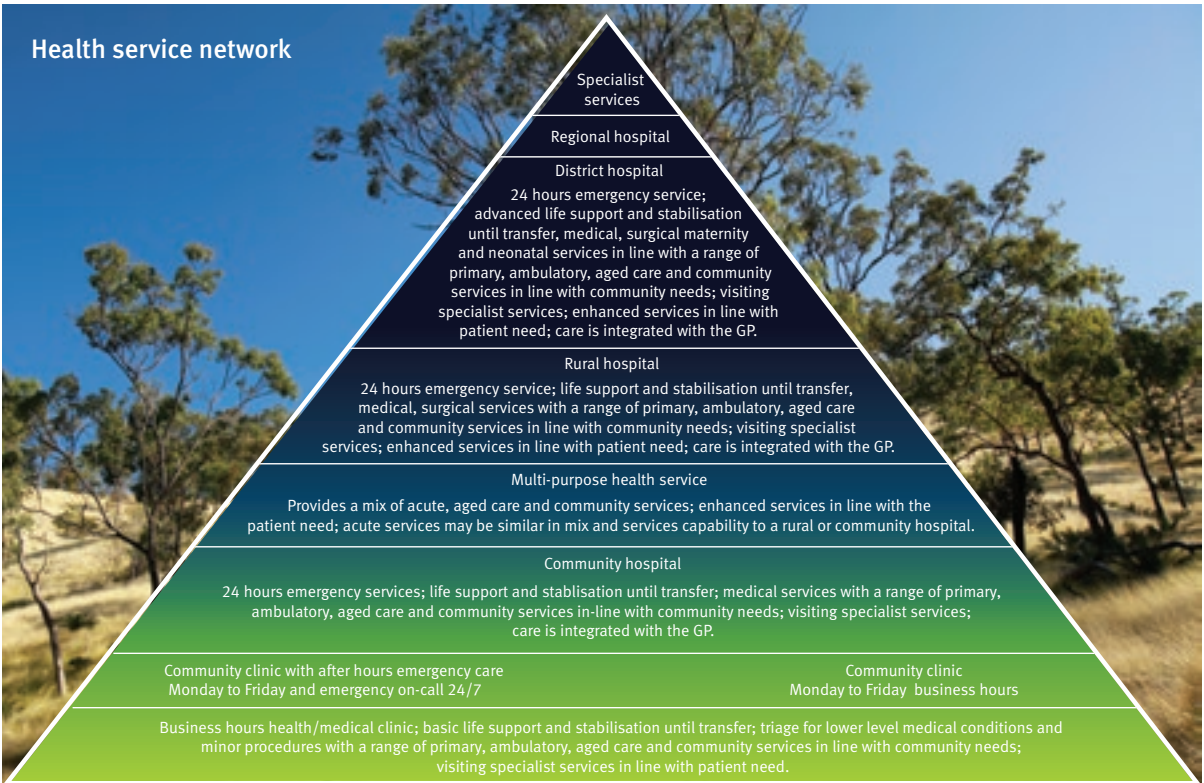 Health service network
Specialist
services
Regional hospital
District hospital
24 hours emergency service;
advanced life support and stabilisation
until transfer, medical, surgical maternity
and neonatal services in line with a range of
primary, ambulatory, aged care and community
services in line with community needs; visiting
specialist services; enhanced services in line with
patient need; care is integrated with the GP.
Rural hospital
24 hours emergency service; life support and stabilisation until transfer,
medical, surgical services with a range of primary, ambulatory, aged care
and community services in line with community needs; visiting specialist
services; enhanced services in line with patient need; care is integrated with the GP.
Multi-purpose health service
Provides a mix of acute, aged care and community services; enhanced services in line with the
patient need; acute services may be similar in mix and services capability to a rural or community hospital.
Community hospital
24 hours emergency services; life support and stablisation until transfer; medical services with a range of primary,
ambulatory, aged care and community services in-line with community needs; visiting specialist services;
care is integrated with the GP.
Community clinic with after hours emergency care
Monday to Friday and emergency on-call 24/7
Community clinic
Monday to Friday business hours
Business hours health/medical clinic; basic life support and stabilisation until transfer; triage for lower level medical conditions and
minor procedures with a range of primary, ambulatory, aged care and community services in line with community needs;
visiting specialist services in line with patient need.